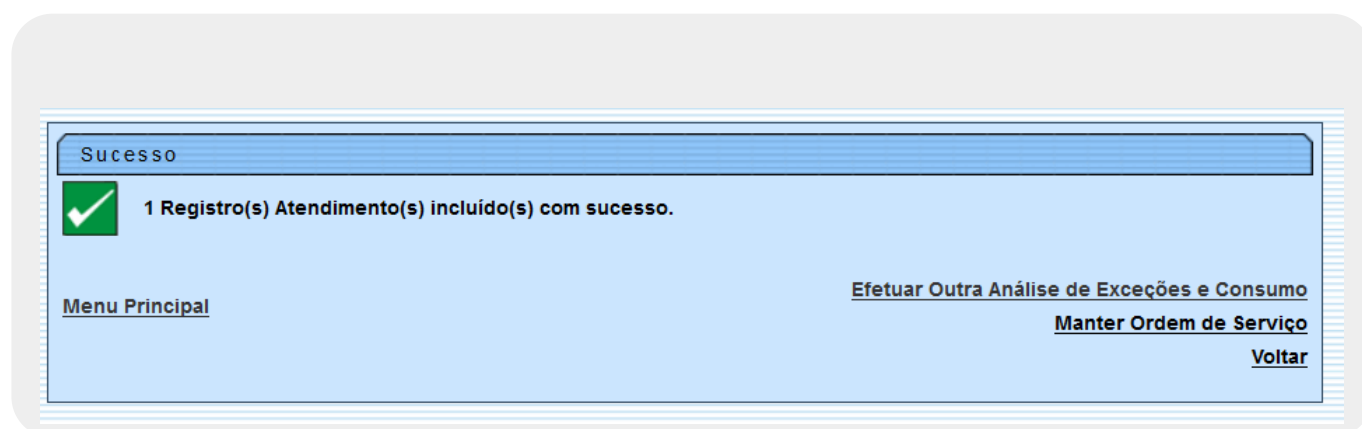 Sucesso
1 Registro(s) Atendimento(s) incluído(s) com sucesso.
Efetuar Outra Análise de Exceções e Consumo
Menu Principal
Manter Ordem de Serviço
Voltar